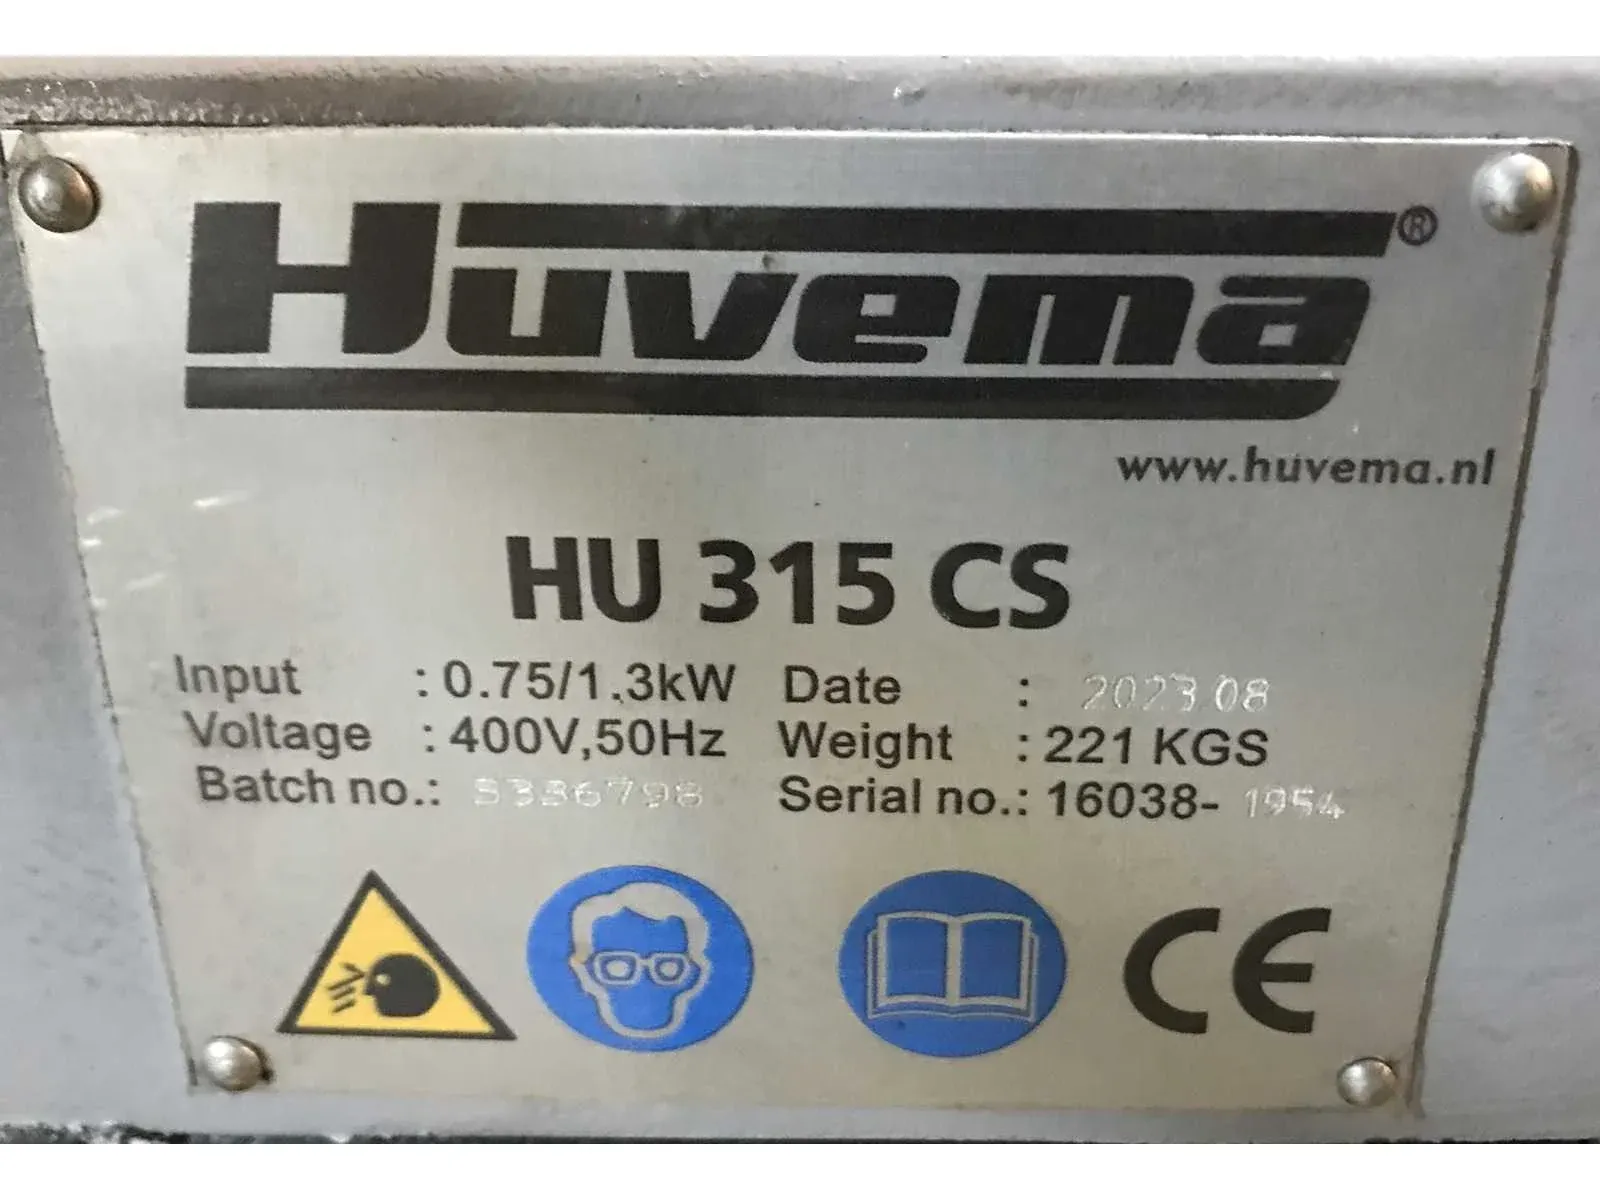 Huvema®
www.huvema.nl
HU 315 CS
Input : 0.75/1.3kW Date : 2023.08
Voltage : 400V,50Hz Weight : 221 KGS
Batch no.: 3336798 Serial no.: 16038- 1954
CE